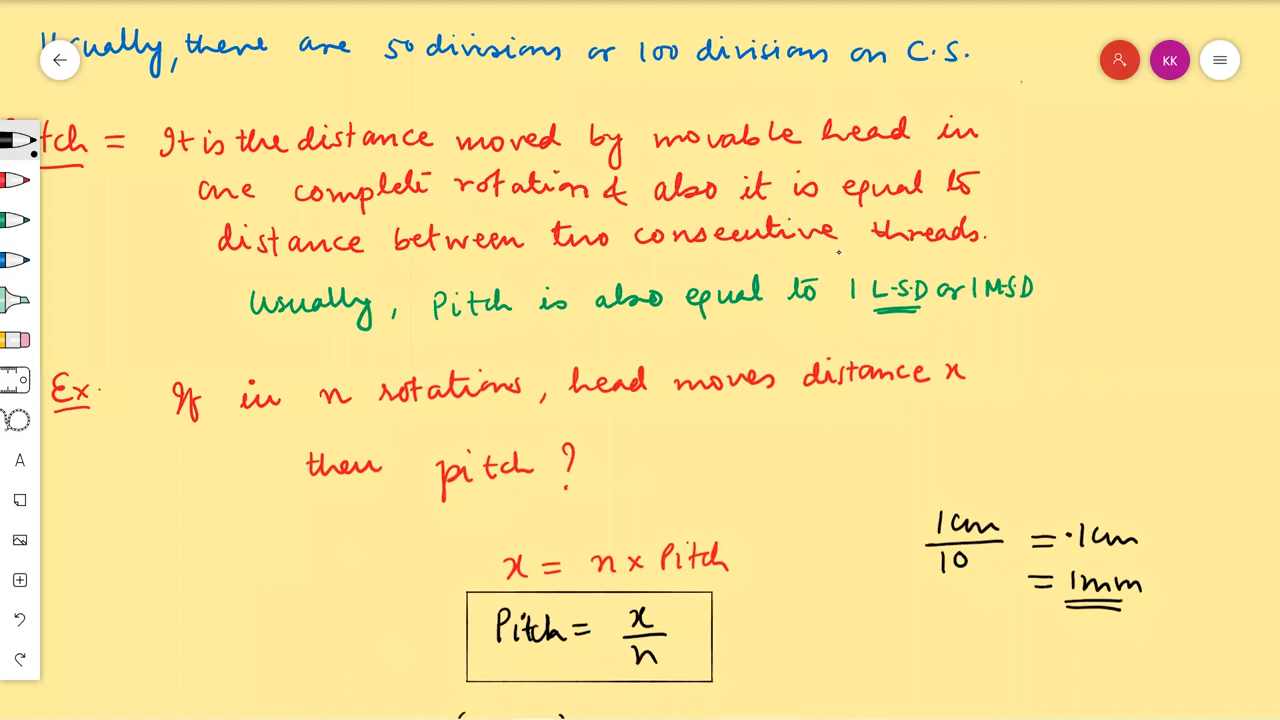 Usually, there are 50 divisions or 100 divisions on C.S.
KK
tch = It is the distance moved by movable head in
one complete rotation & also it is equal to
distance between two consecutive threads.
Usually, Pitch is also equal to 1 L.S.D or 1 M.S.D
Ex. If in n rotations, head moves distance x
then pitch ?
x = n × Pitch
Pitch = x/n
1cm/10 = .1cm
= 1mm
A